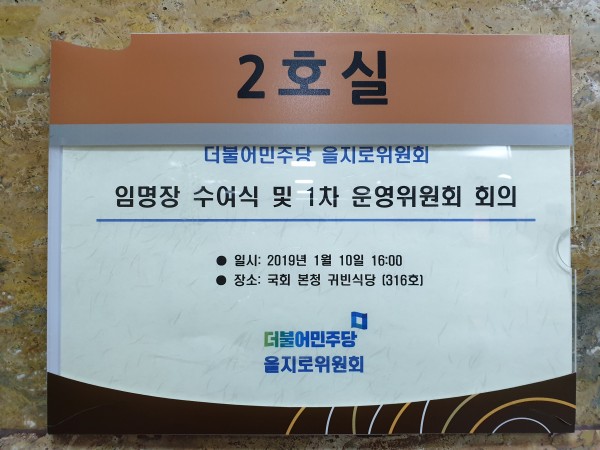 2호실
더불어민주당 을지로위원회
임명장 수여식 및 1차 운영위원회 회의
● 일시: 2019년 1월 10일 16:00
● 장소: 국회 본청 귀빈식당 (316호)
더불어민주당
을지로위원회